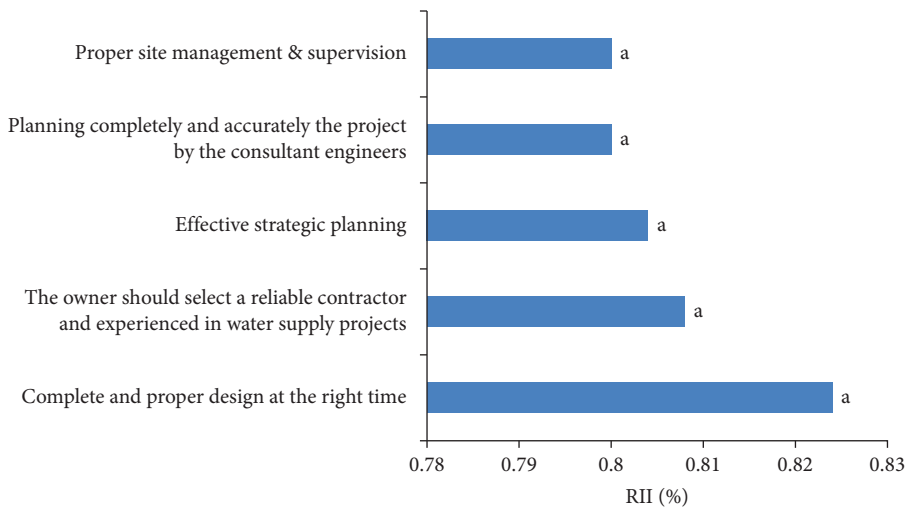 Proper site management & supervision
a
Planning completely and accurately the project
by the consultant engineers
a
Effective strategic planning
a
The owner should select a reliable contractor
and experienced in water supply projects
a
Complete and proper design at the right time
a
0.78 0.79 0.8 0.81 0.82 0.83
RII (%)